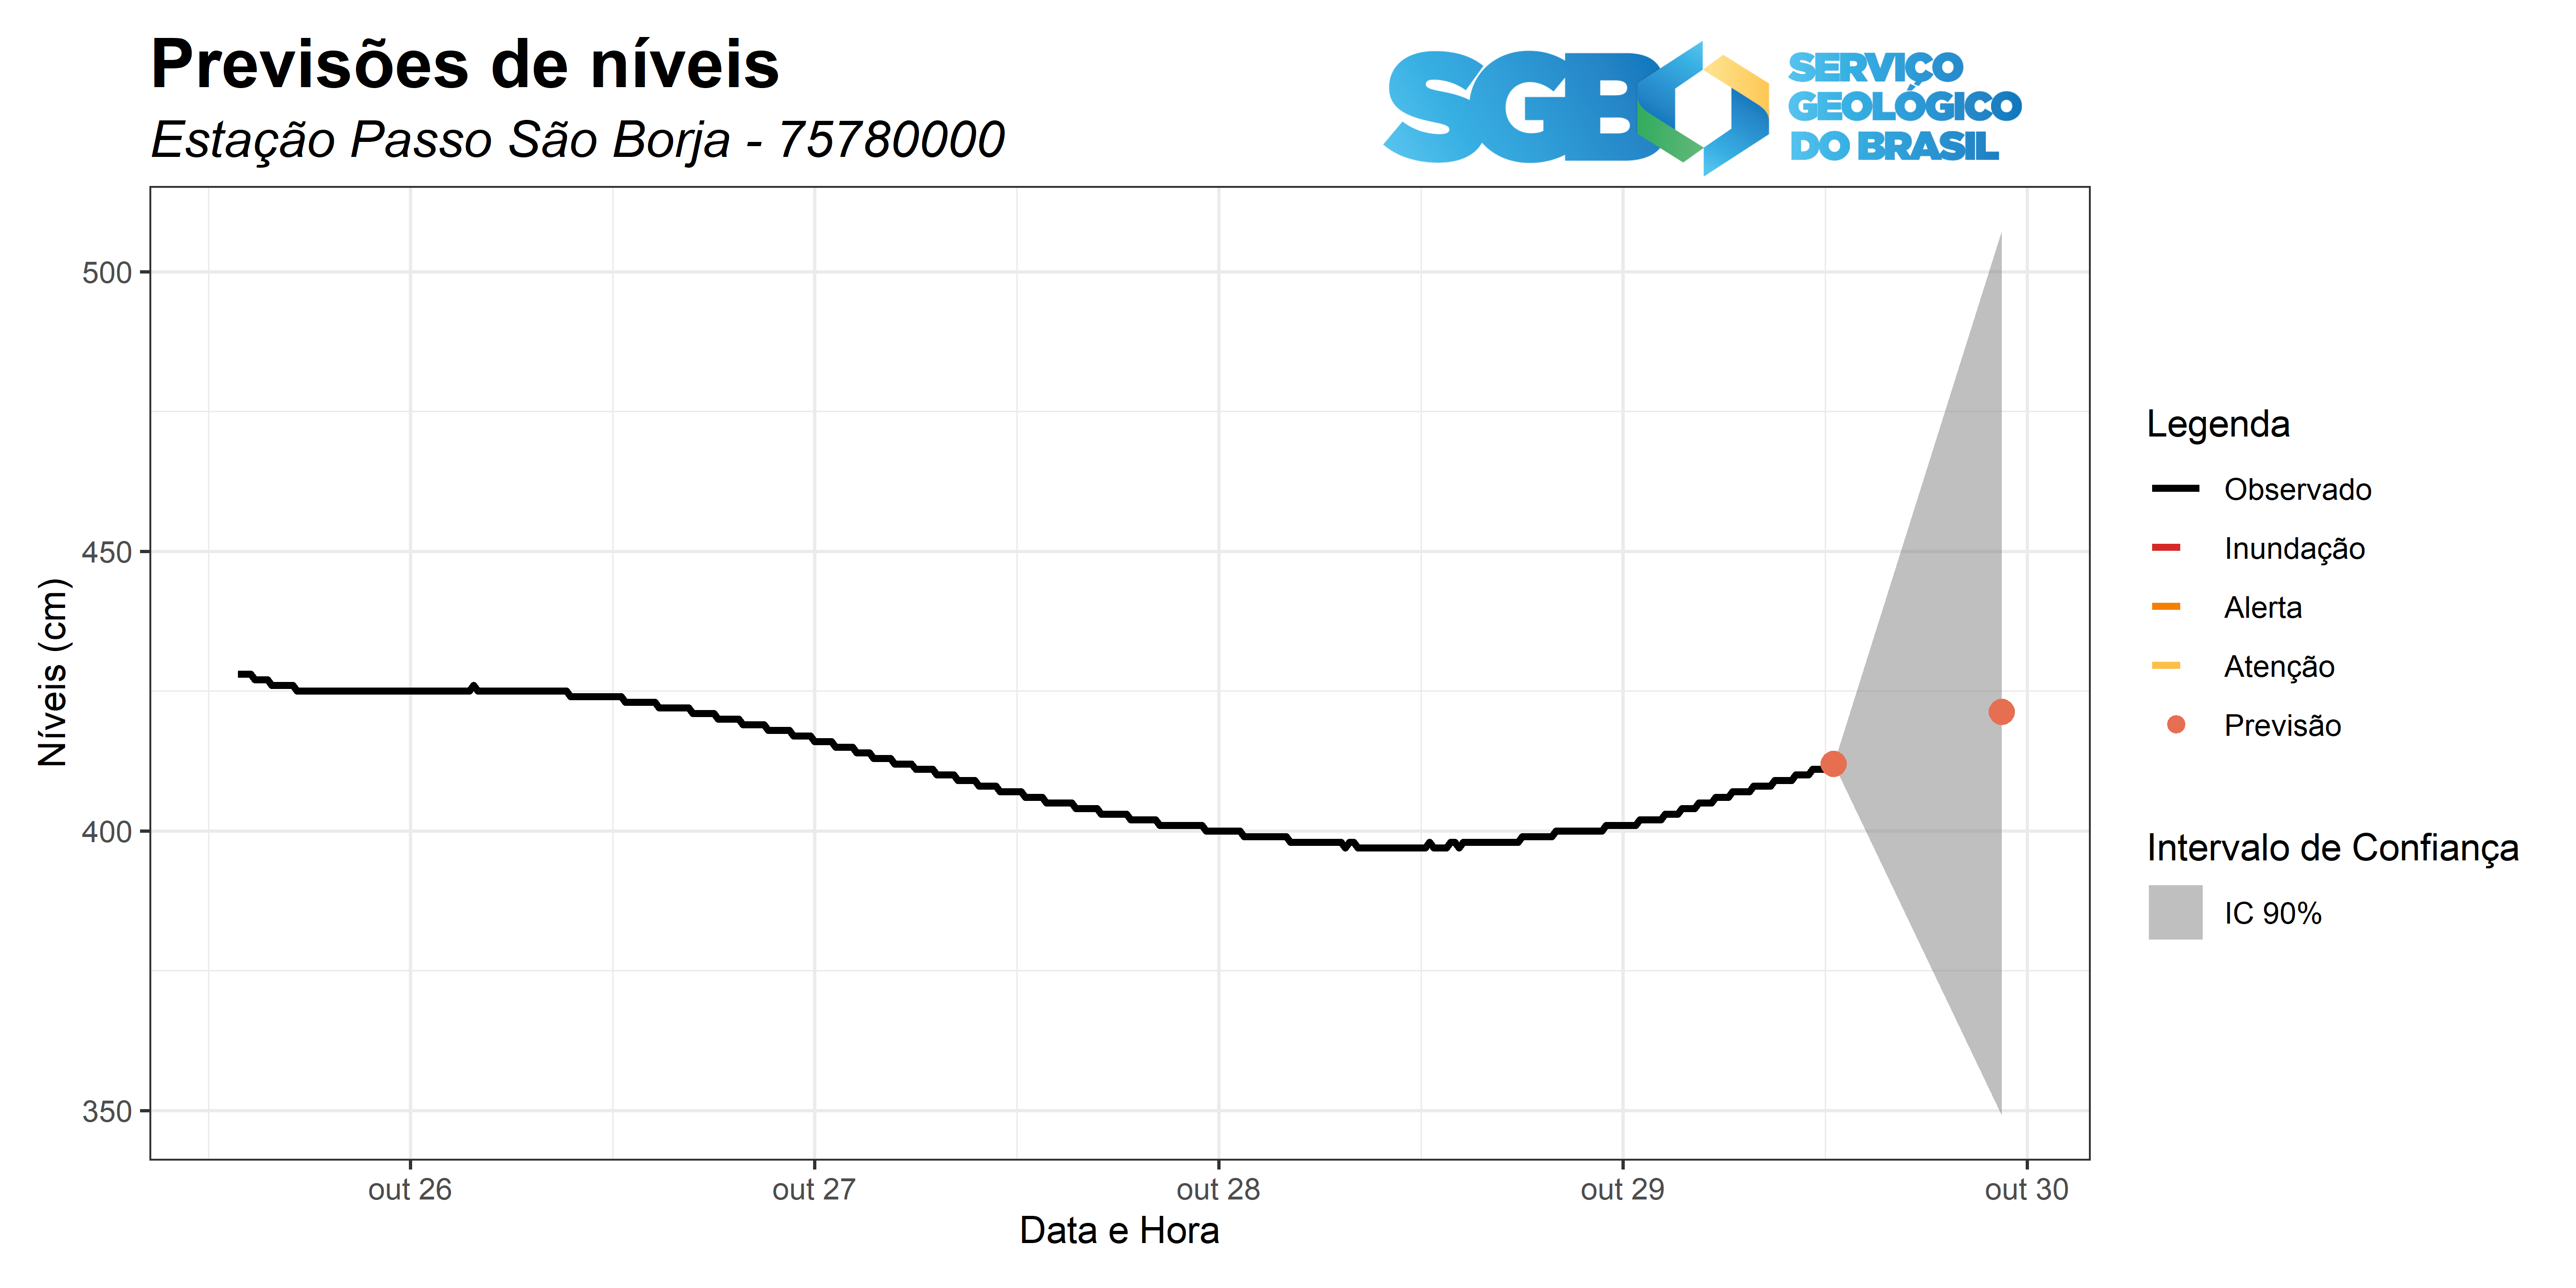 Previsões de níveis
Estação Passo São Borja - 75780000
SGB
SERVIÇO
GEOLÓGICO
DO BRASIL
500
450
400
350
Níveis (cm)
out 26
out 27
out 28
out 29
out 30
Data e Hora
Legenda
Observado
Inundação
Alerta
Atenção
Previsão
Intervalo de Confiança
IC 90%